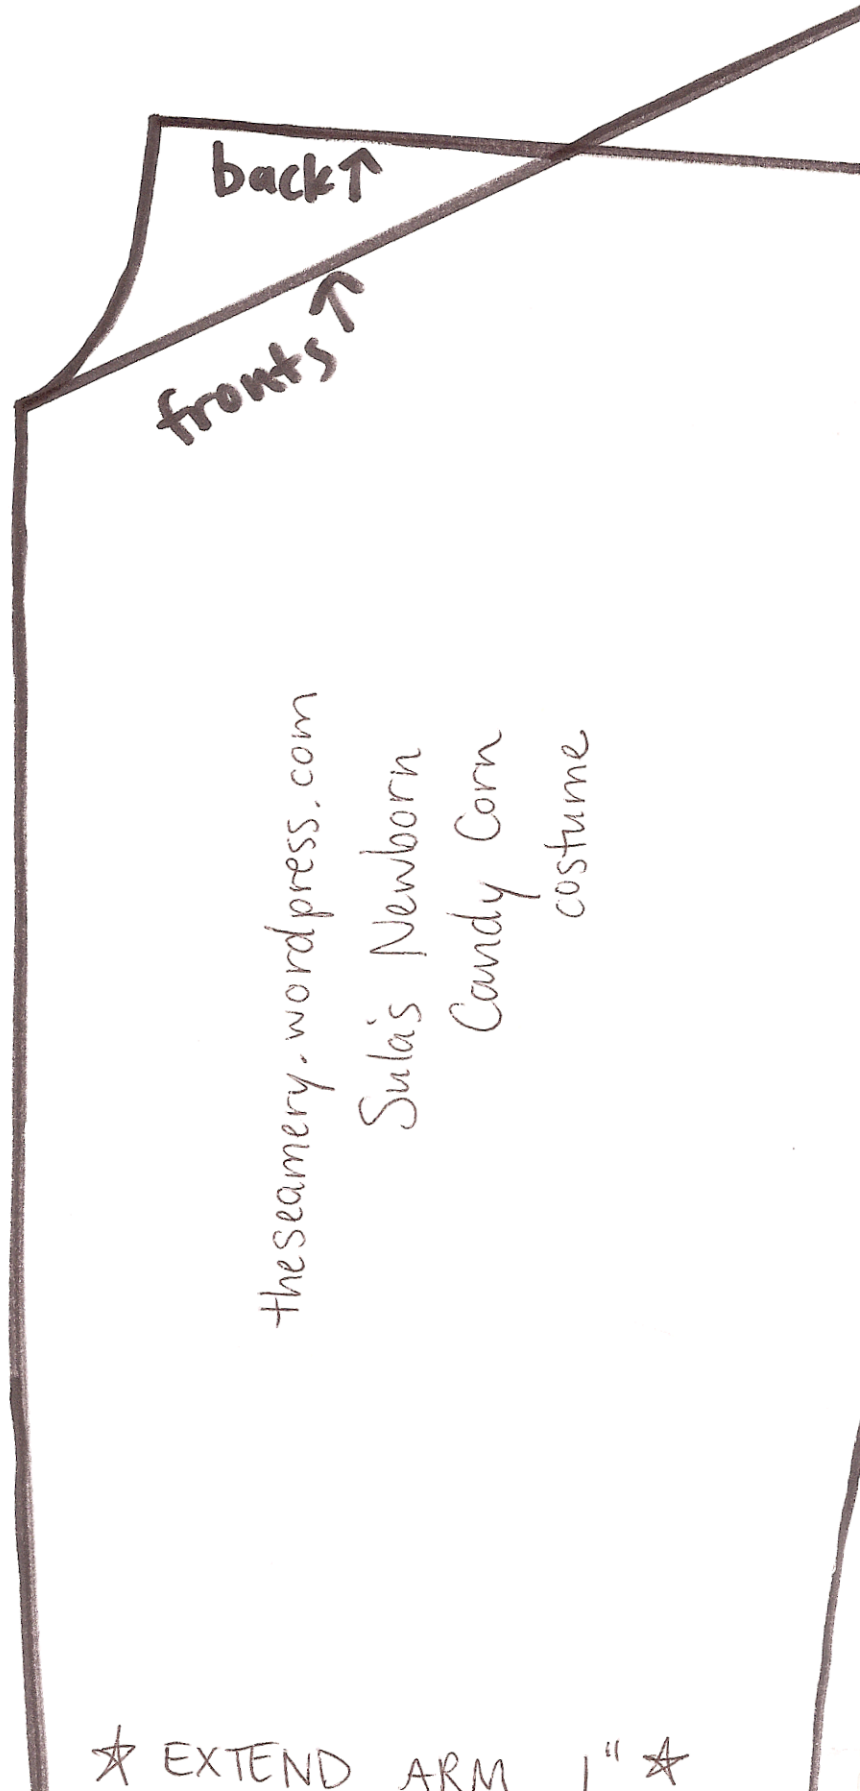 back↑
fronts↑
theseamery.wordpress.com
Sula's Newborn
Candy Corn
costume
☆ EXTEND ARM 1" ☆